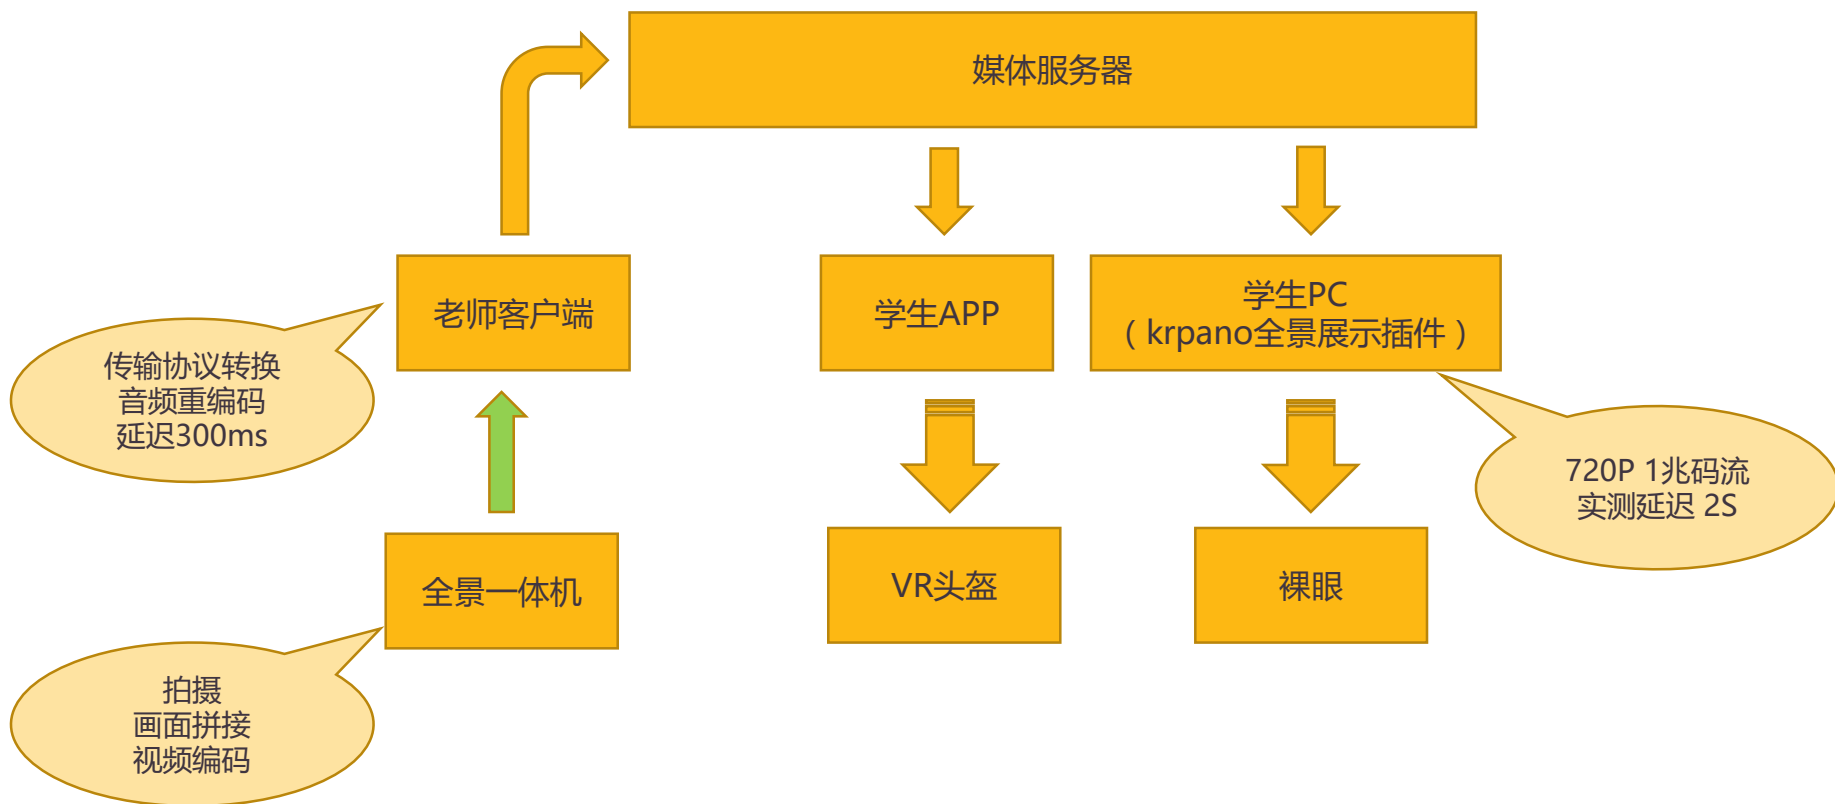 媒体服务器
老师客户端
学生APP
学生PC
（krpano全景展示插件）
传输协议转换
音频重编码
延迟300ms
720P 1兆码流
实测延迟 2S
全景一体机
VR头盔
裸眼
拍摄
画面拼接
视频编码